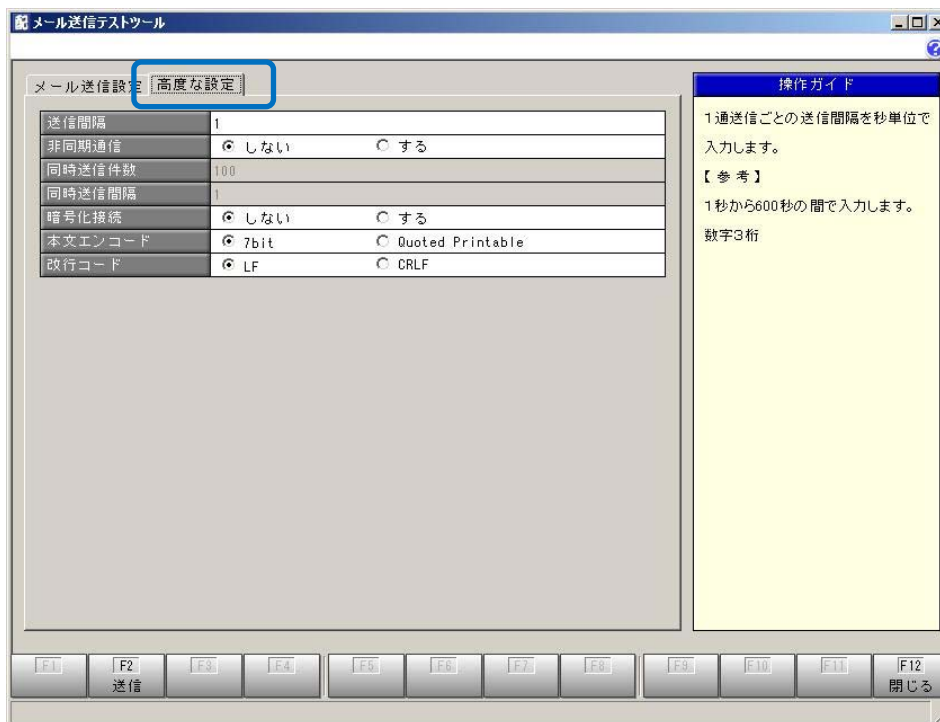 配 メール送信テストツール
メール送信設定 高度な設定
操作ガイド
送信間隔 1
非同期通信 しない する
同時送信件数 100
同時送信間隔 1
暗号化接続 しない する
本文エンコード 7bit Quoted Printable
改行コード LF CRLF
1通送信ごとの送信間隔を秒単位で
入力します。
【参考】
1秒から600秒の間で入力します。
数字3桁
F1 F2 F3 F4 F5 F6 F7 F8 F9 F10 F11 F12
送信 閉じる